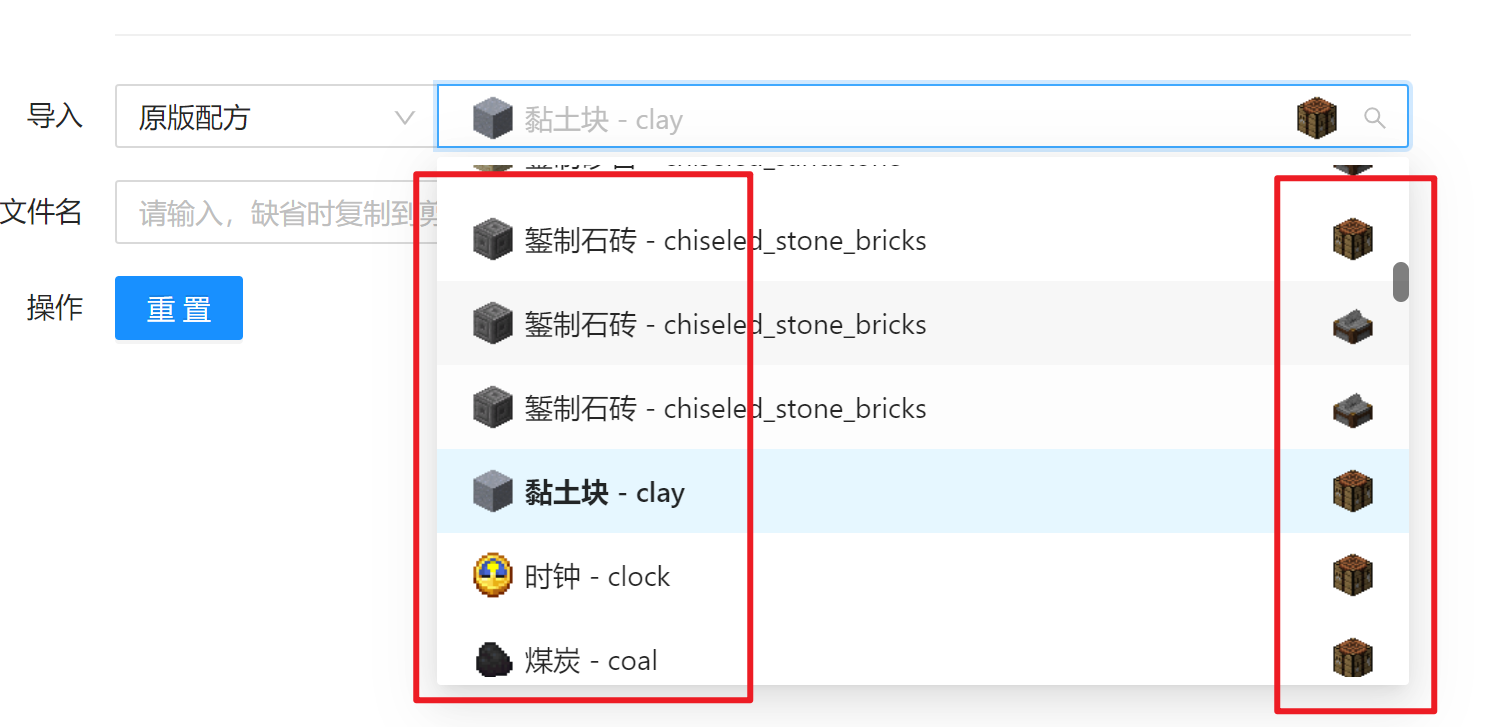 导入
原版配方
黏土块 - clay
文件名
请输入，缺省时复制到剪
錾制石砖 - chiseled_stone_bricks
錾制石砖 - chiseled_stone_bricks
操作
重 置
錾制石砖 - chiseled_stone_bricks
黏土块 - clay
时钟 - clock
煤炭 - coal